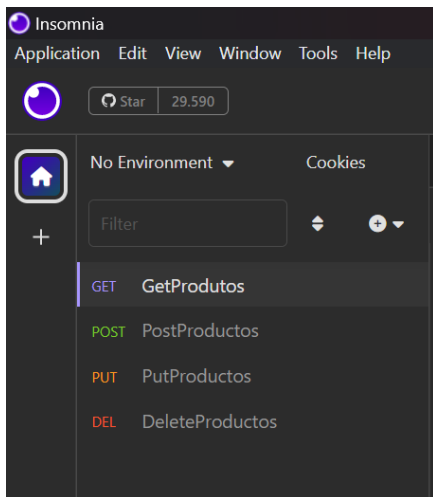 Insomnia
Application Edit View Window Tools Help
Star 29.590
No Environment Cookies
Filter
GET GetProdutos
POST PostProductos
PUT PutProductos
DEL DeleteProductos